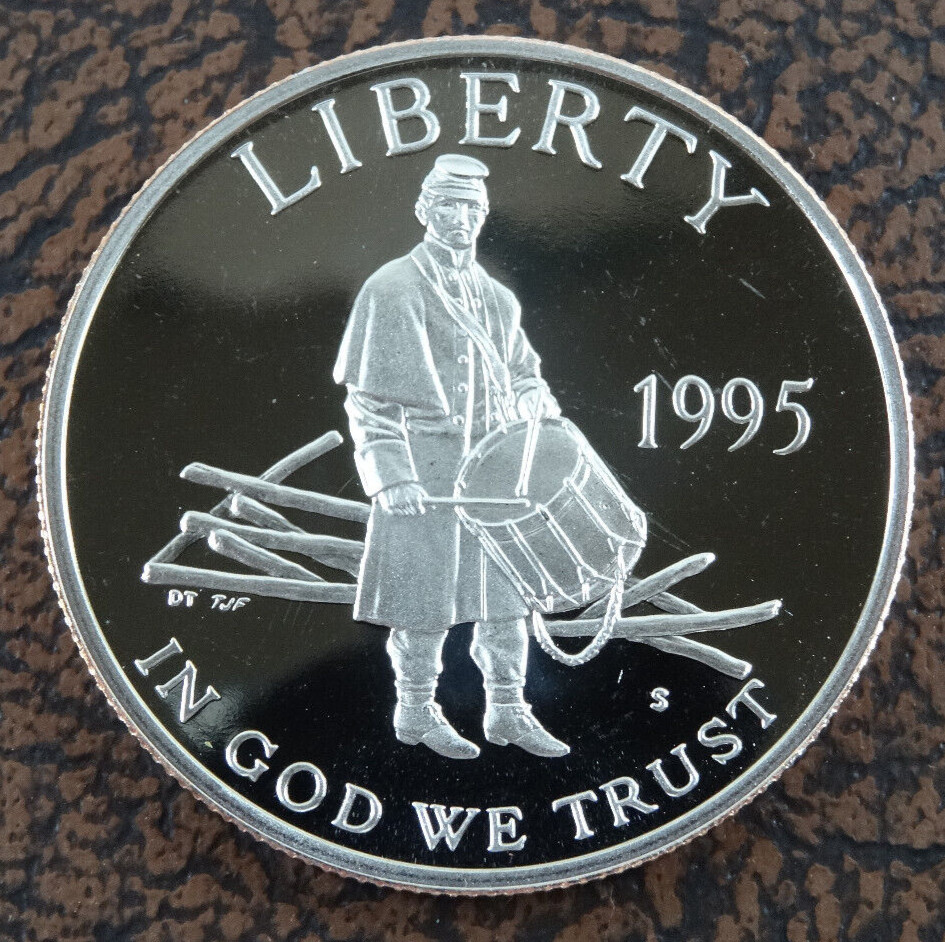 LIBERTY
1995
DT TJF
S
IN GOD WE TRUST